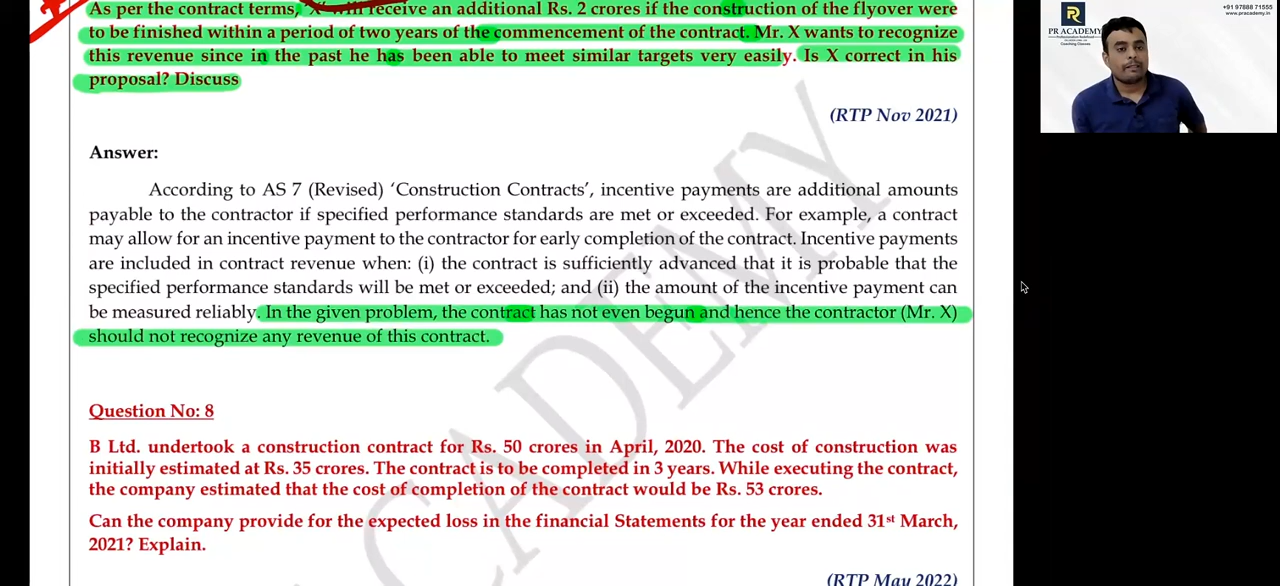 As per the contract terms, 'X' will receive an additional Rs. 2 crores if the construction of the flyover were
to be finished within a period of two years of the commencement of the contract. Mr. X wants to recognize
this revenue since in the past he has been able to meet similar targets very easily. Is X correct in his
proposal? Discuss
(RTP Nov 2021)
Answer:
According to AS 7 (Revised) ‘Construction Contracts’, incentive payments are additional amounts
payable to the contractor if specified performance standards are met or exceeded. For example, a contract
may allow for an incentive payment to the contractor for early completion of the contract. Incentive payments
are included in contract revenue when: (i) the contract is sufficiently advanced that it is probable that the
specified performance standards will be met or exceeded; and (ii) the amount of the incentive payment can
be measured reliably. In the given problem, the contract has not even begun and hence the contractor (Mr. X)
should not recognize any revenue of this contract.
Question No: 8
B Ltd. undertook a construction contract for Rs. 50 crores in April, 2020. The cost of construction was
initially estimated at Rs. 35 crores. The contract is to be completed in 3 years. While executing the contract,
the company estimated that the cost of completion of the contract would be Rs. 53 crores.
Can the company provide for the expected loss in the financial Statements for the year ended 31st March,
2021? Explain.
(RTP May 2022)
ACADEMY
PR ACADEMY
Coaching Classes
+91 97888 71555
www.pracademy.in